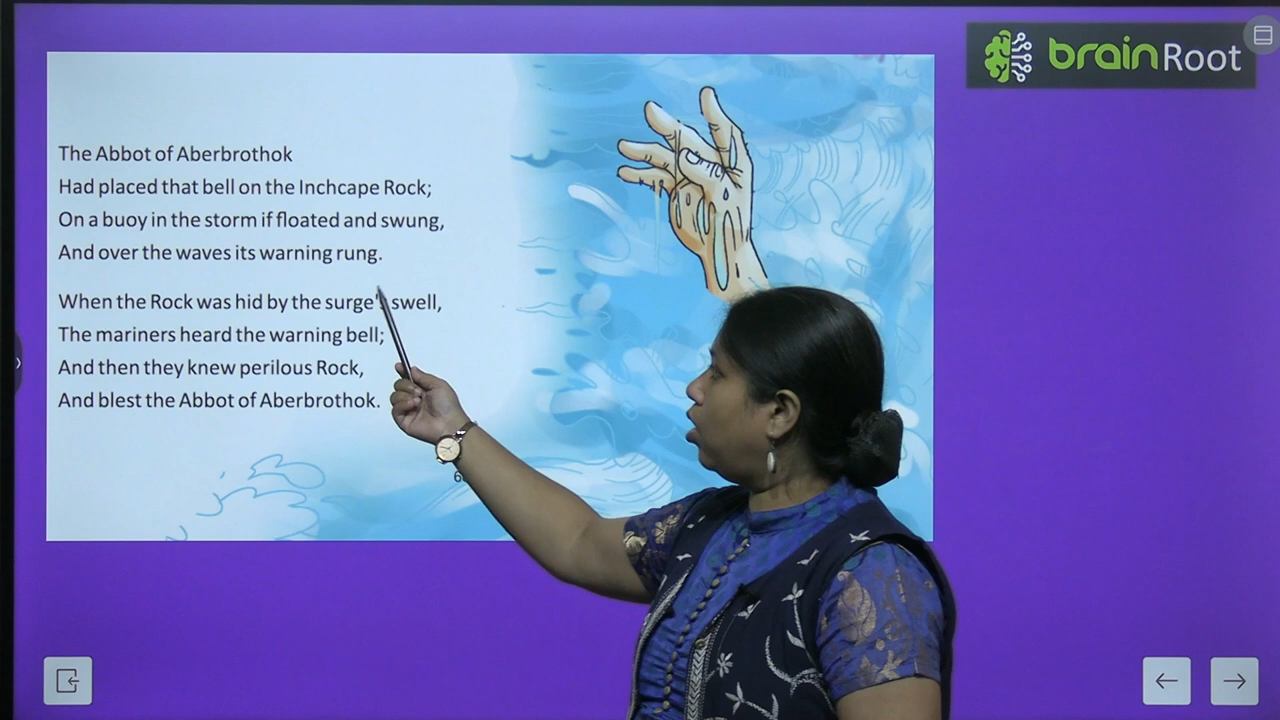 brainRoot
The Abbot of Aberbrothok
Had placed that bell on the Inchcape Rock;
On a buoy in the storm if floated and swung,
And over the waves its warning rung.
When the Rock was hid by the surge's swell,
The mariners heard the warning bell;
And then they knew perilous Rock,
And blest the Abbot of Aberbrothok.